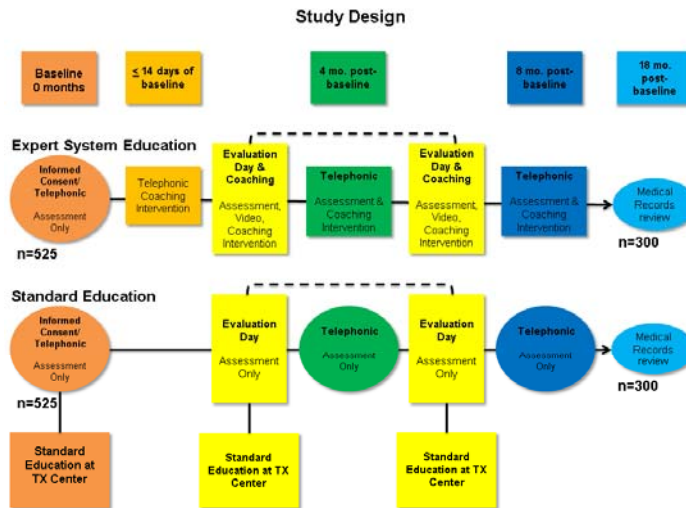 Study Design
Baseline
0 months
≤ 14 days of
baseline
4 mo. post-
baseline
8 mo. post-
baseline
18 mo.
post-
baseline
Expert System Education
Informed
Consent/
Telephonic
Assessment
Only
n=525
Telephonic
Coaching
Intervention
Evaluation
Day &
Coaching
Assessment,
Video,
Coaching
Intervention
Telephonic
Assessment &
Coaching
Intervention
Evaluation
Day &
Coaching
Assessment,
Video,
Coaching
Intervention
Telephonic
Assessment
& Coaching
Intervention
Medical
Records
review
n=300
Standard Education
Informed
Consent/
Telephonic
Assessment
Only
n=525
Evaluation
Day
Assessment
Only
Telephonic
Assessment
Only
Evaluation
Day
Assessment
Only
Telephonic
Assessment
Only
Medical
Records
review
n=300
Standard
Education at
TX Center
Standard
Education at TX
Center
Standard
Education at TX
Center